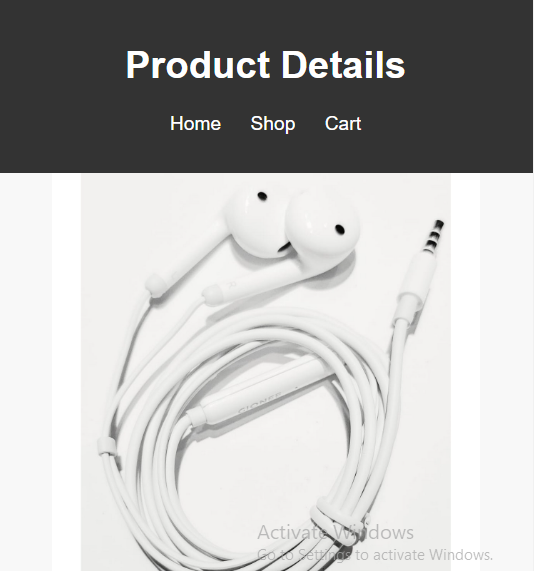 Product Details
Home Shop Cart
Activate Windows
Go to Settings to activate Windows.